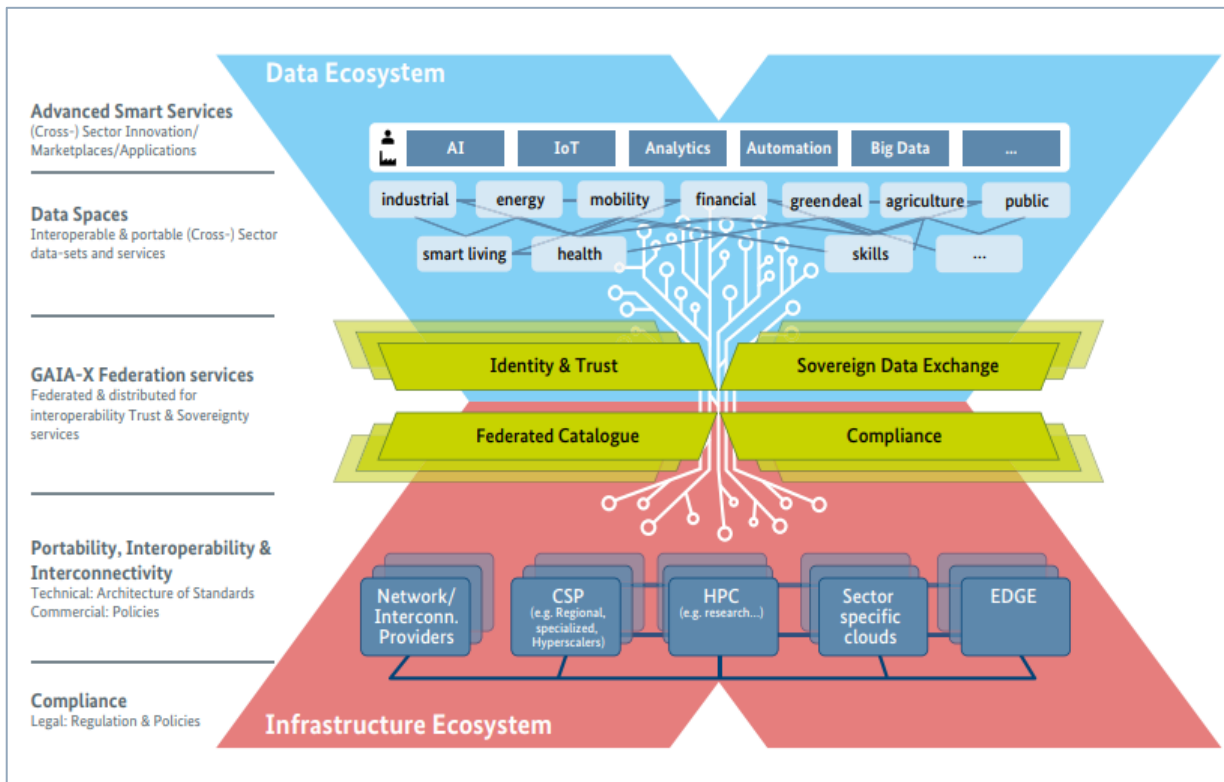 Data Ecosystem
Advanced Smart Services
(Cross-) Sector Innovation/
Marketplaces/Applications
AI
IoT
Analytics
Automation
Big Data
...
Data Spaces
Interoperable & portable (Cross-) Sector
data-sets and services
industrial
energy
mobility
financial
green deal
agriculture
public
smart living
health
skills
...
GAIA-X Federation services
Federated & distributed for
interoperability Trust & Sovereignty
services
Identity & Trust
Sovereign Data Exchange
Federated Catalogue
Compliance
Portability, Interoperability &
Interconnectivity
Technical: Architecture of Standards
Commercial: Policies
Network/
Interconn.
Providers
CSP
(e.g. Regional,
specialized,
Hyperscalers)
HPC
(e.g. research...)
Sector
specific
clouds
EDGE
Compliance
Legal: Regulation & Policies
Infrastructure Ecosystem